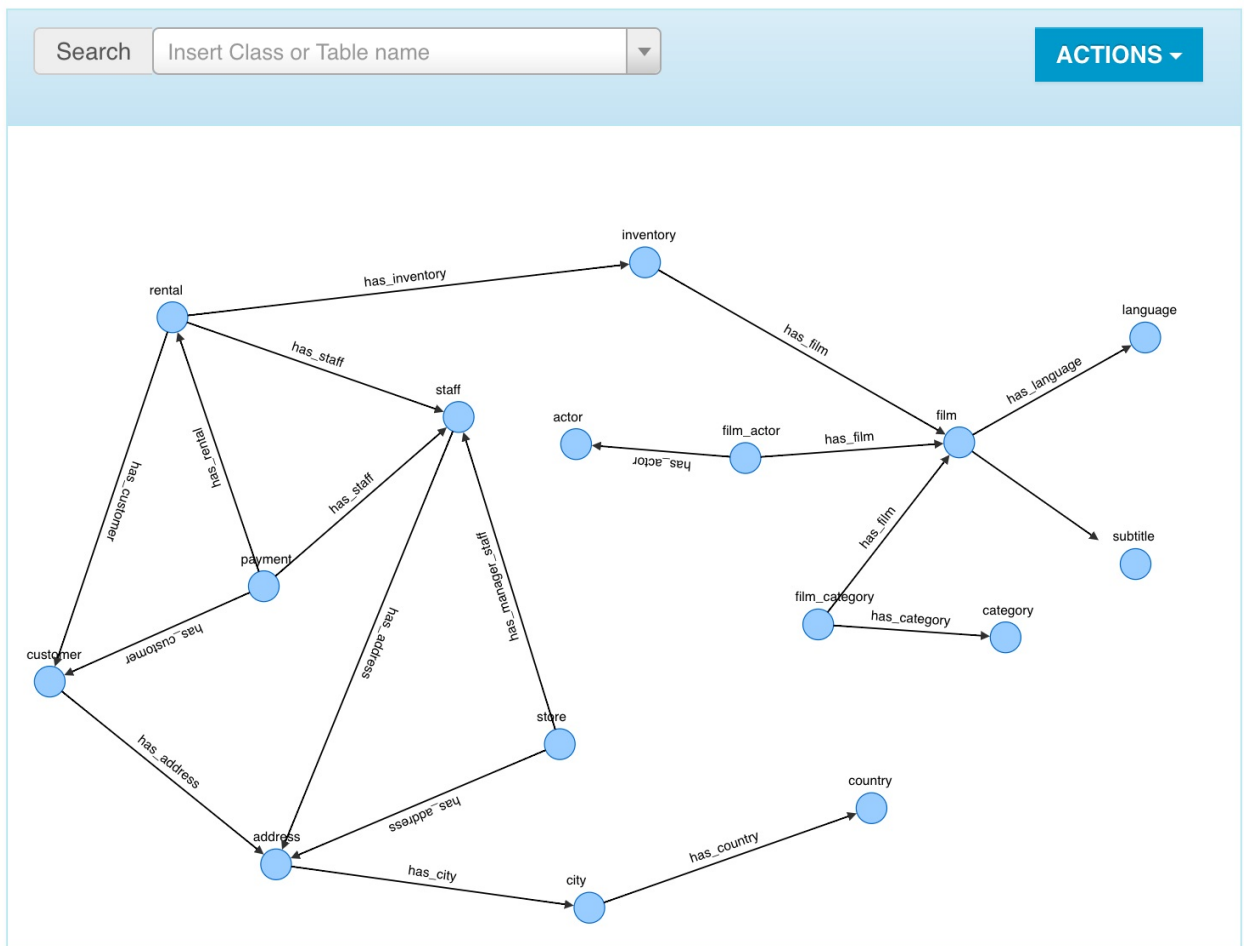 Search
Insert Class or Table name
ACTIONS
inventory
has_inventory
rental
language
has_film
has_staff
has_language
staff
actor
film
film_actor
has_film
has_actor
has_rental
has_customer
has_staff
has_film
subtitle
has_manager_staff
payment
film_category
has_category
category
has_customer
has_address
customer
store
has_address
country
has_address
address
has_country
has_city
city